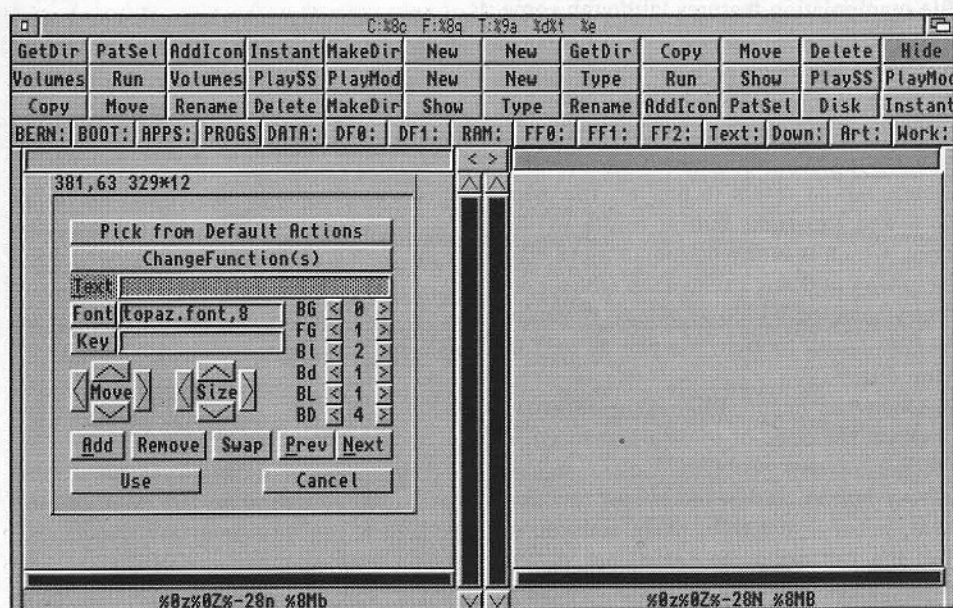 C:%8c F:%8q T:%9a %d%t %e
GetDir PatSel AddIcon Instant MakeDir New New GetDir Copy Move Delete Hide
Volumes Run Volumes PlaySS PlayMod New New Type Run Show PlaySS PlayMod
Copy Move Rename Delete MakeDir Show Type Rename AddIcon PatSel Disk Instant
BERN: BOOT: APPS: PROGS DATA: DF0: DF1: RAM: FF0: FF1: FF2: Text: Down: Art: Work:
< >
381,63 329*12
Pick from Default Actions
ChangeFunction(s)
Text
Font topaz.font,8 BG < 0 >
FG < 1 >
Key
Bl < 2 >
Bd < 1 >
Move Size
BL < 1 >
BD < 4 >
Add Remove Swap Prev Next
Use Cancel
%0z%0Z%-28n %8Mb %0z%0Z%-28N %8MB